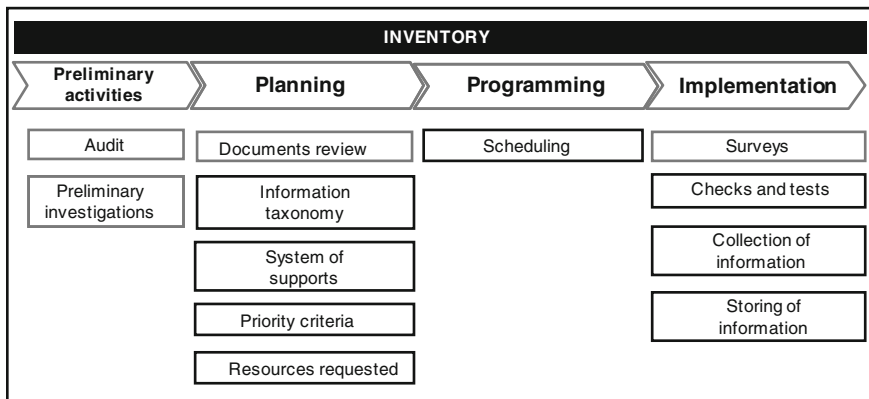 INVENTORY
Preliminary
activities
Planning
Programming
Implementation
Audit
Preliminary
investigations
Documents review
Information
taxonomy
System of
supports
Priority criteria
Resources requested
Scheduling
Surveys
Checks and tests
Collection of
information
Storing of
information